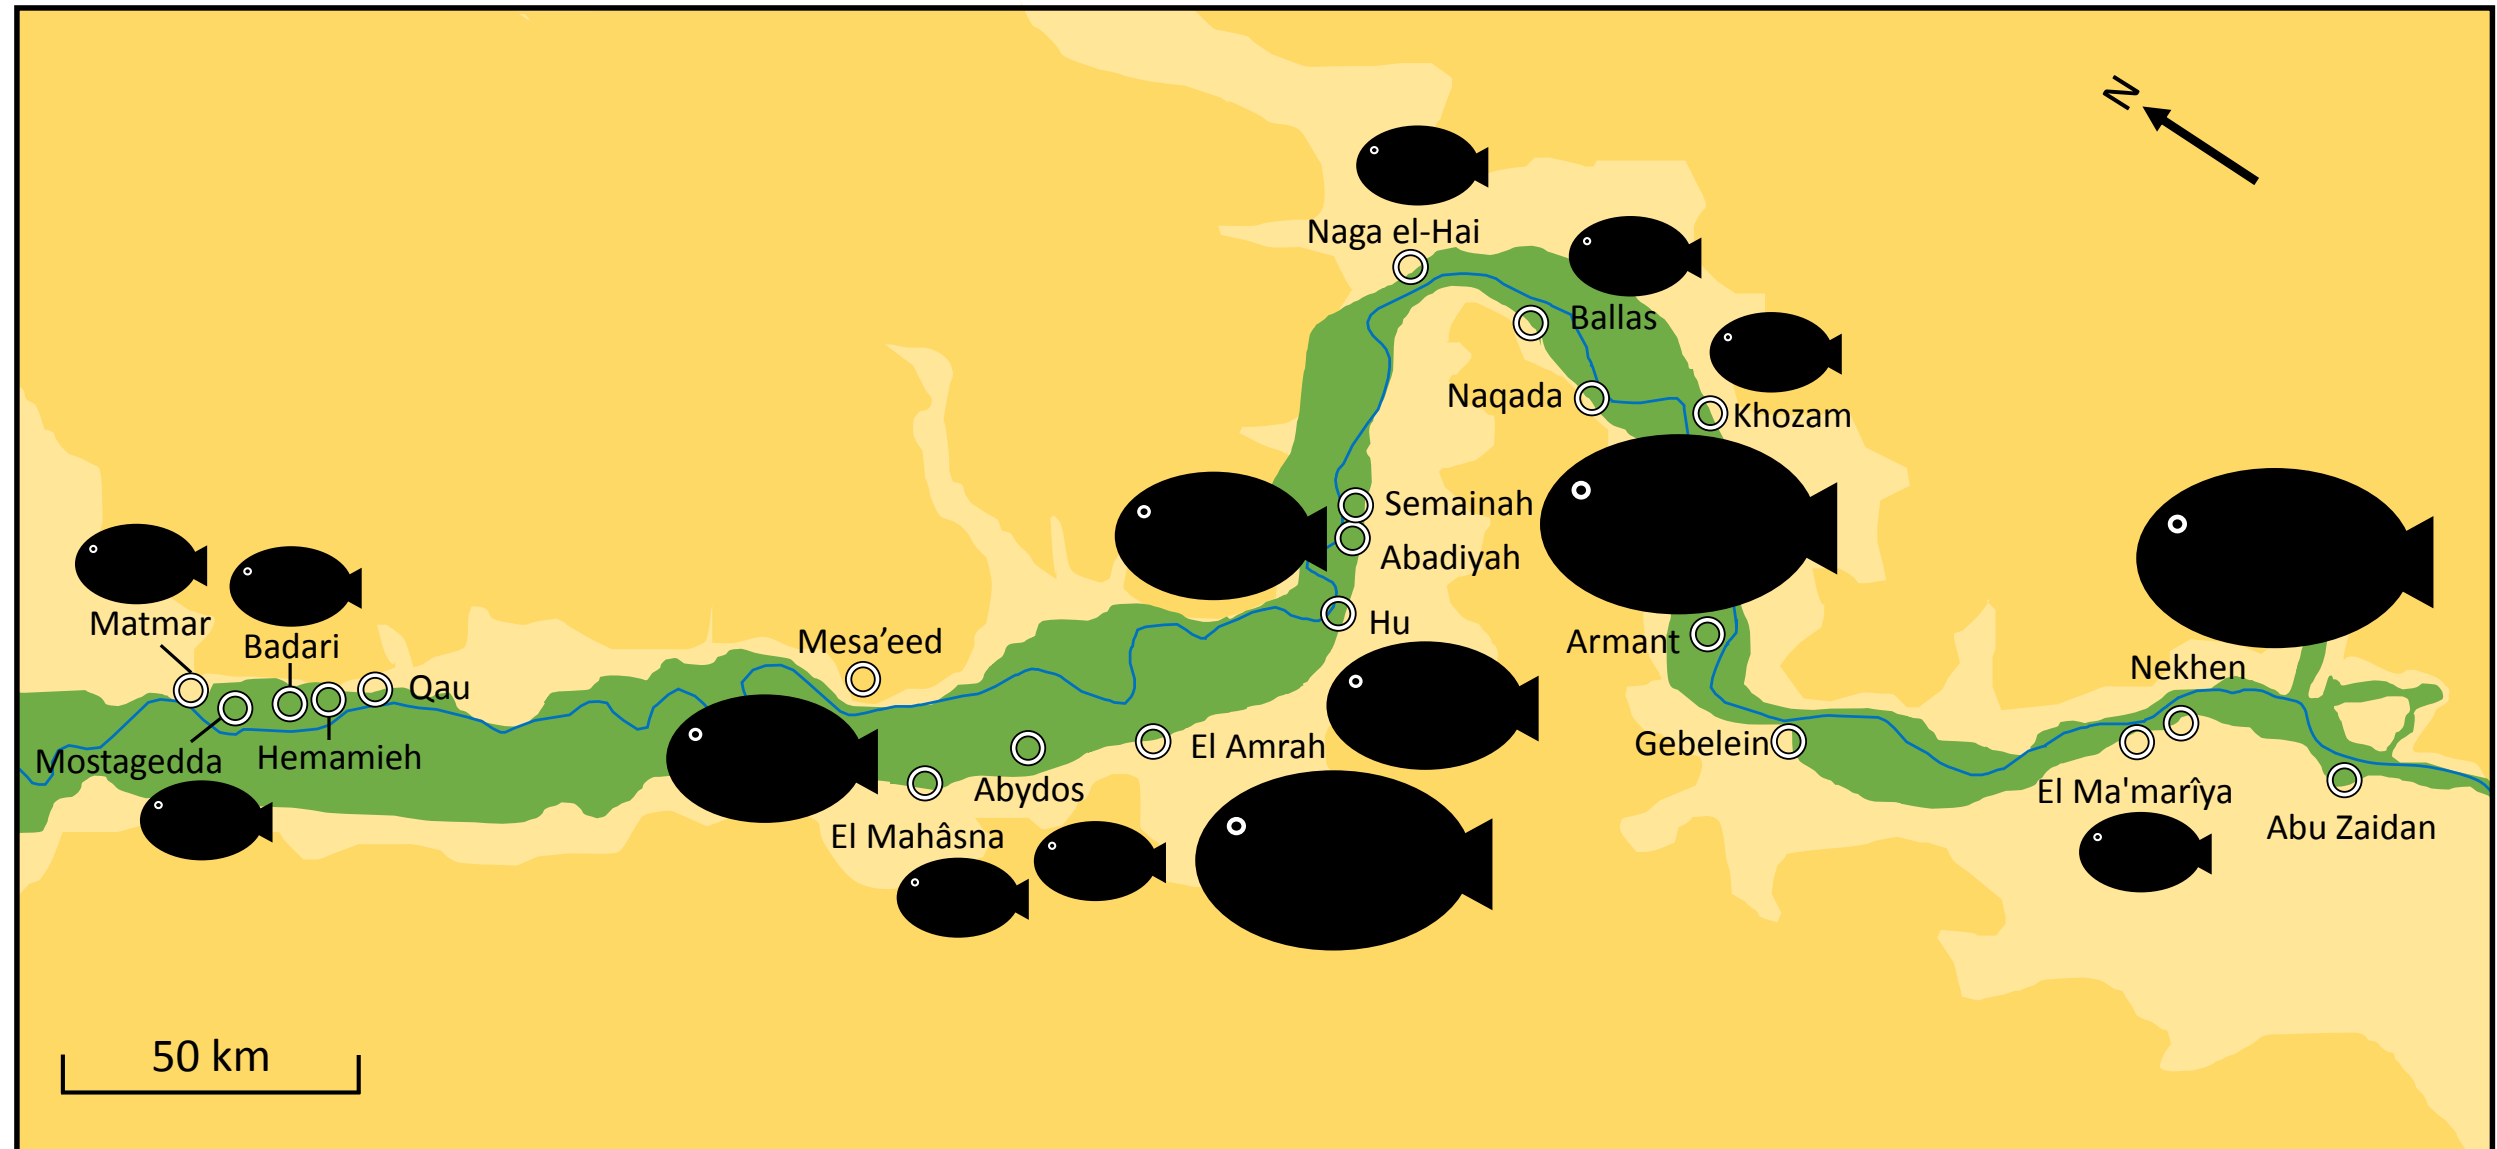 N
Naga el-Hai
Ballas
Naqada
Khozam
Semainah
Abadiyah
Matmar
Badari
Mesa’eed
Hu
Armant
Nekhen
Qau
Mostagedda
Hemamieh
El Amrah
Gebelein
Abydos
El Ma'marîya
El Mahâsna
Abu Zaidan
50 km